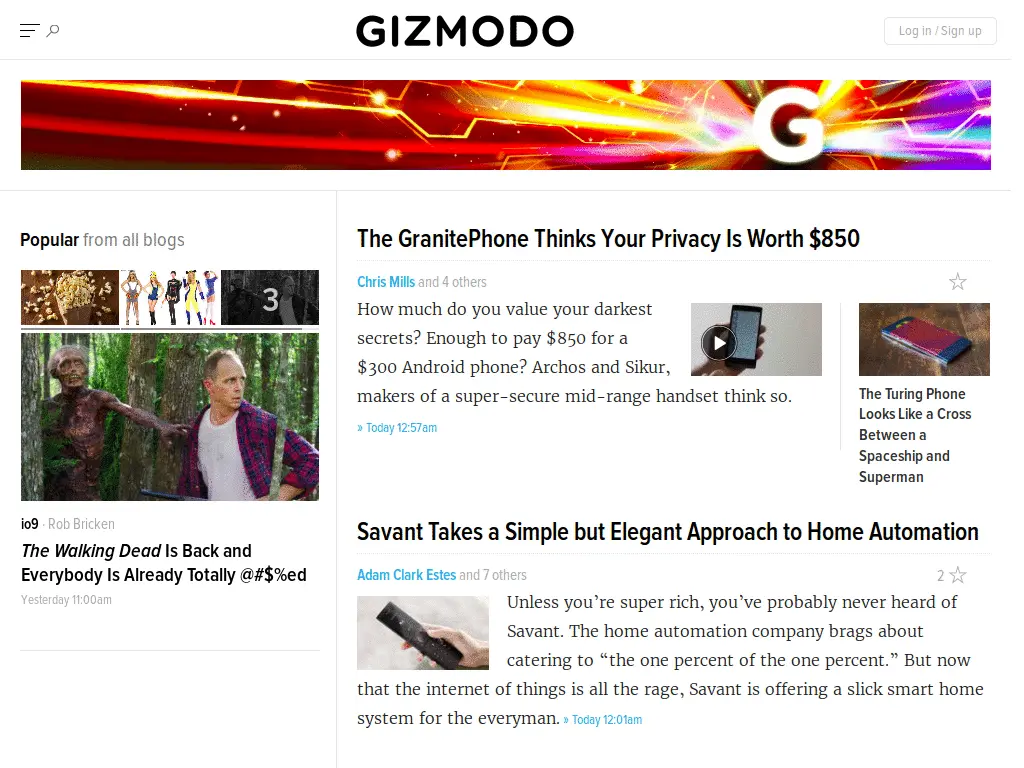 GIZMODO
Log in / Sign up
G
Popular from all blogs
3
io9 · Rob Bricken
The Walking Dead Is Back and
Everybody Is Already Totally @#$%ed
Yesterday 11:00am
The GranitePhone Thinks Your Privacy Is Worth $850
Chris Mills and 4 others
How much do you value your darkest
secrets? Enough to pay $850 for a
$300 Android phone? Archos and Sikur,
makers of a super-secure mid-range handset think so.
» Today 12:57am
The Turing Phone
Looks Like a Cross
Between a
Spaceship and
Superman
Savant Takes a Simple but Elegant Approach to Home Automation
Adam Clark Estes and 7 others
2
Unless you’re super rich, you’ve probably never heard of
Savant. The home automation company brags about
catering to “the one percent of the one percent.” But now
that the internet of things is all the rage, Savant is offering a slick smart home
system for the everyman. » Today 12:01am